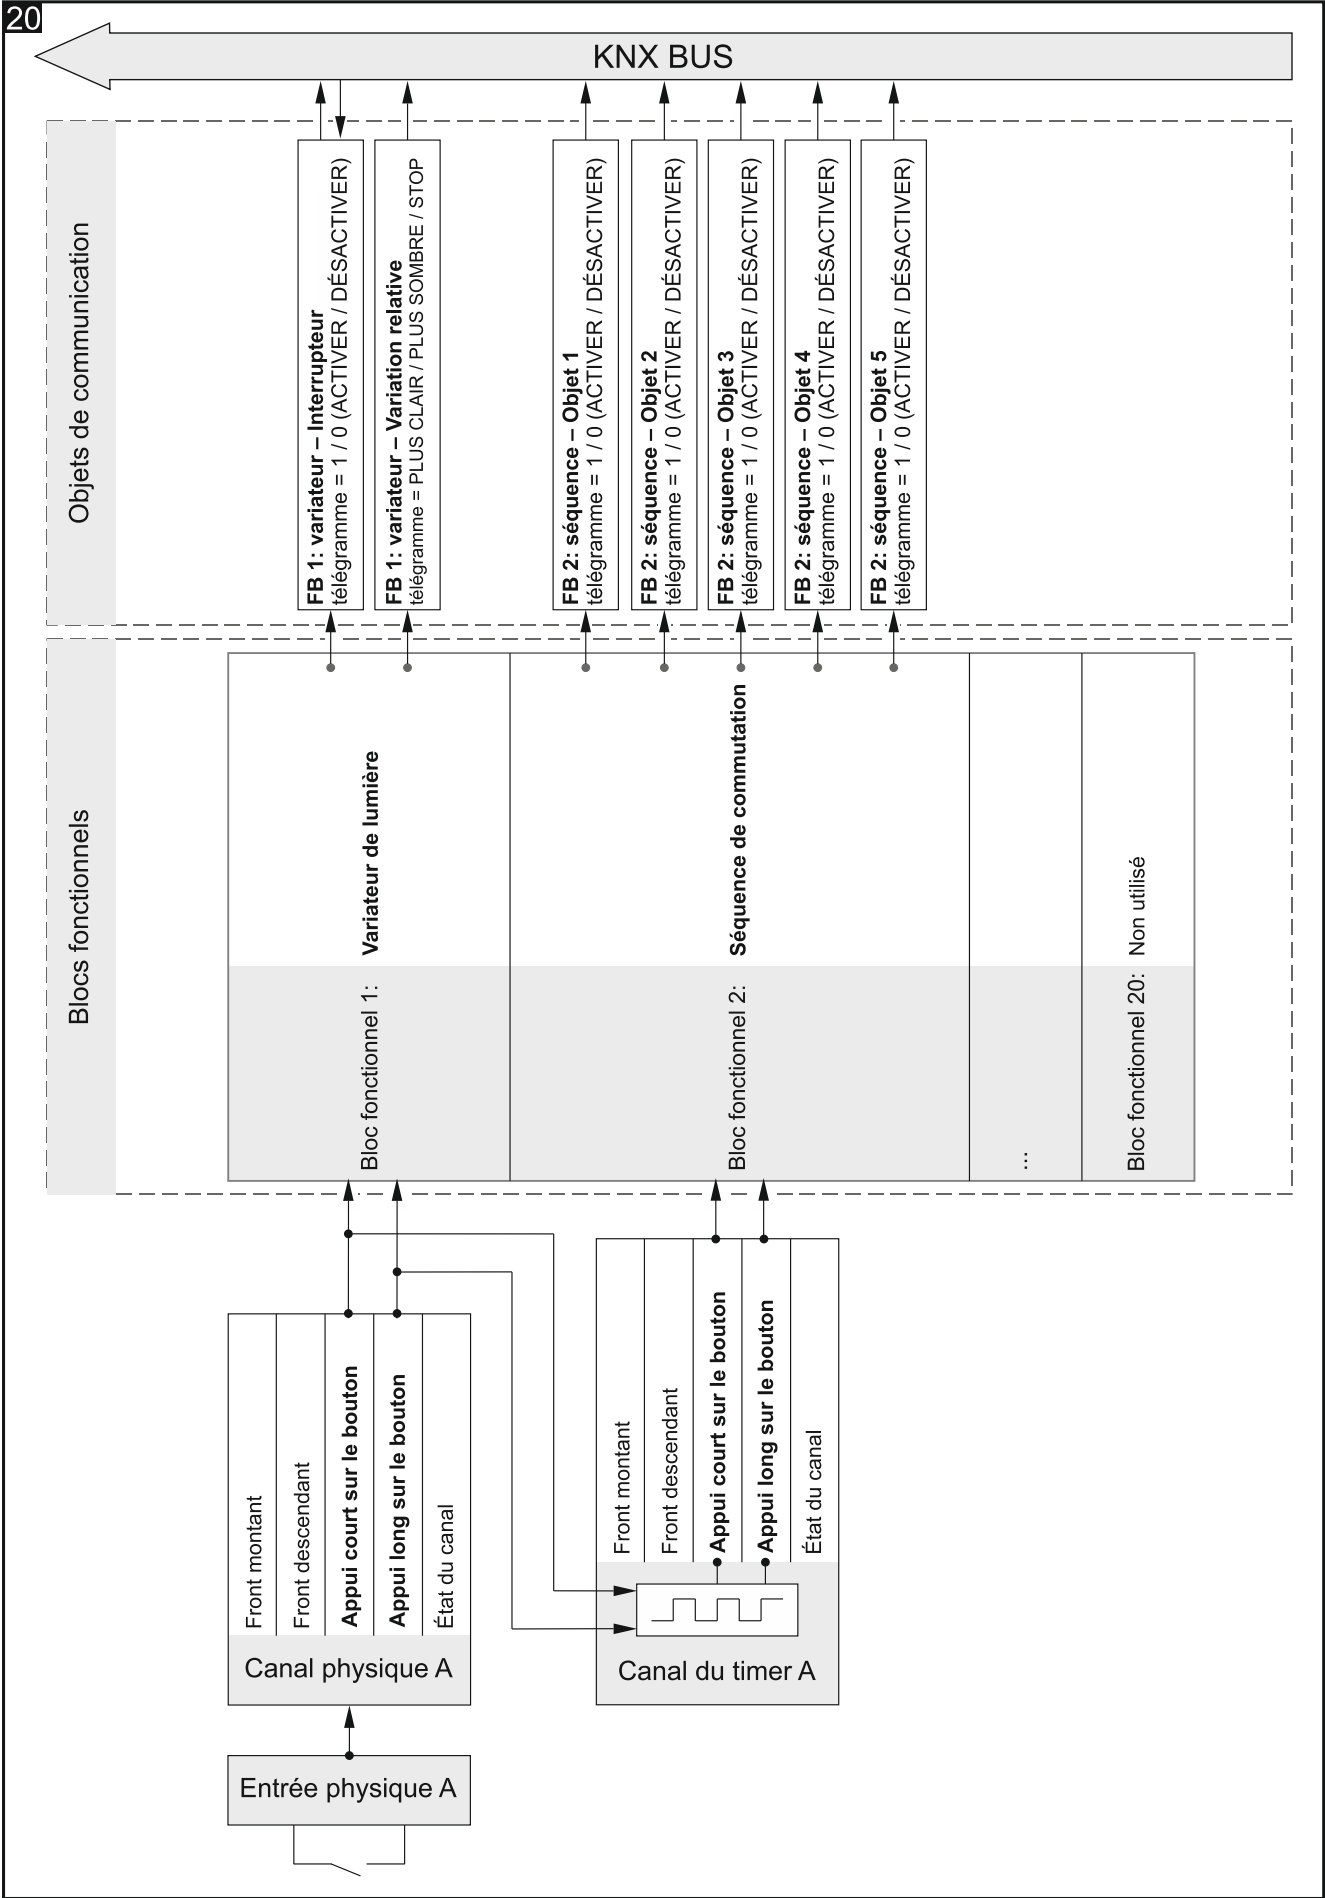 20
KNX BUS
Objets de communication
FB 1: variateur – Interrupteur
télégramme = 1 / 0 (ACTIVER / DÉSACTIVER)
FB 1: variateur – Variation relative
télégramme = PLUS CLAIR / PLUS SOMBRE / STOP
FB 2: séquence – Objet 1
télégramme = 1 / 0 (ACTIVER / DÉSACTIVER)
FB 2: séquence – Objet 2
télégramme = 1 / 0 (ACTIVER / DÉSACTIVER)
FB 2: séquence – Objet 3
télégramme = 1 / 0 (ACTIVER / DÉSACTIVER)
FB 2: séquence – Objet 4
télégramme = 1 / 0 (ACTIVER / DÉSACTIVER)
FB 2: séquence – Objet 5
télégramme = 1 / 0 (ACTIVER / DÉSACTIVER)
Blocs fonctionnels
Bloc fonctionnel 1: Variateur de lumière
Bloc fonctionnel 2: Séquence de commutation
...
Bloc fonctionnel 20: Non utilisé
Front montant
Front descendant
Appui court sur le bouton
Appui long sur le bouton
État du canal
Canal physique A
Front montant
Front descendant
Appui court sur le bouton
Appui long sur le bouton
État du canal
Canal du timer A
Entrée physique A